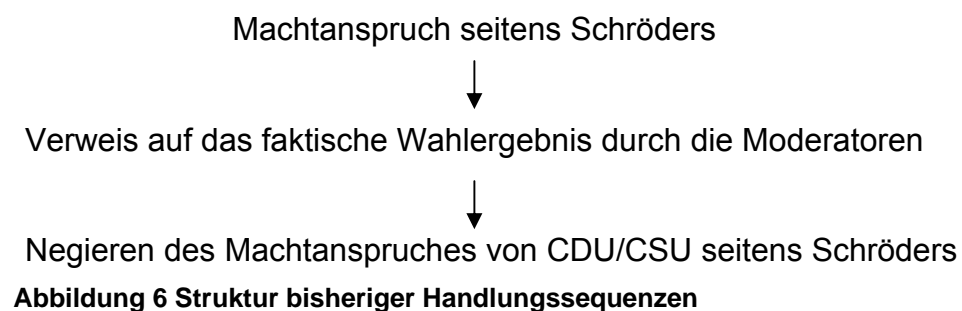 Machtanspruch seitens Schröders
Verweis auf das faktische Wahlergebnis durch die Moderatoren
Negieren des Machtanspruches von CDU/CSU seitens Schröders
Abbildung 6 Struktur bisheriger Handlungssequenzen